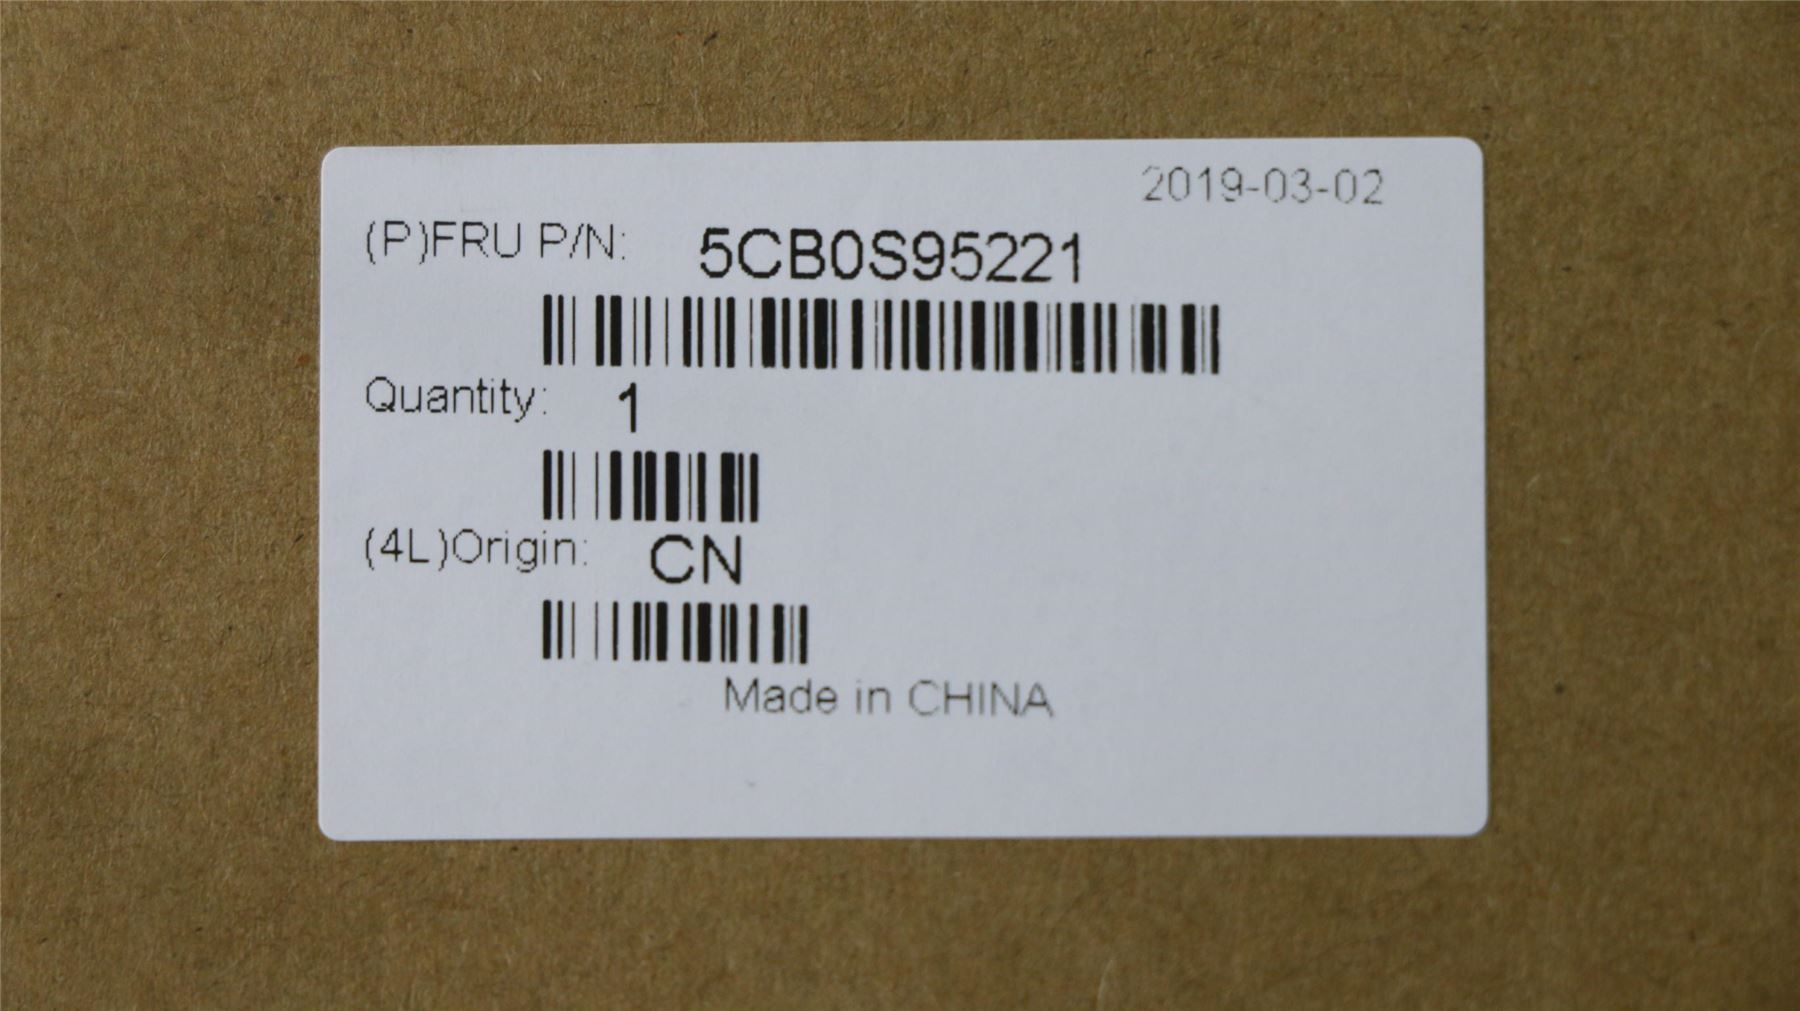 2019-03-02
(P)FRU P/N: 5CB0S95221
Quantity: 1
(4L)Origin: CN
Made in CHINA